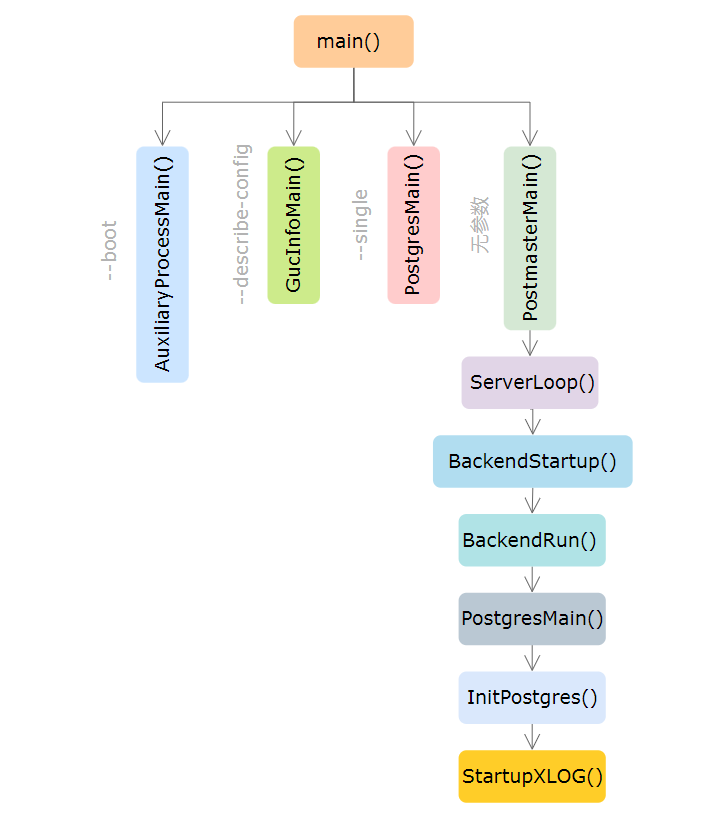 main()
--boot
AuxiliaryProcessMain()
--describe-config
GucInfoMain()
--single
PostgresMain()
无参数
PostmasterMain()
ServerLoop()
BackendStartup()
BackendRun()
PostgresMain()
InitPostgres()
StartupXLOG()